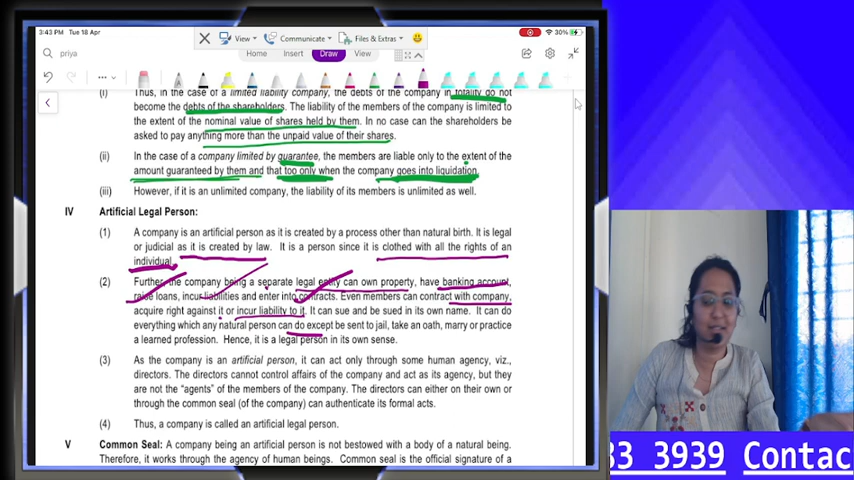 3:43 PM Tue 18 Apr
30%
View
Communicate
Files & Extras
priya
Home Insert Draw View
(i) Thus, in the case of a limited liability company, the debts of the company in totality do not
become the debts of the shareholders. The liability of the members of the company is limited to
the extent of the nominal value of shares held by them. In no case can the shareholders be
asked to pay anything more than the unpaid value of their shares.
(ii) In the case of a company limited by guarantee, the members are liable only to the extent of the
amount guaranteed by them and that too only when the company goes into liquidation.
(iii) However, if it is an unlimited company, the liability of its members is unlimited as well.
IV Artificial Legal Person:
(1) A company is an artificial person as it is created by a process other than natural birth. It is legal
or judicial as it is created by law. It is a person since it is clothed with all the rights of an
individual.
(2) Further, the company being a separate legal entity can own property, have banking account,
raise loans, incur liabilities and enter into contracts. Even members can contract with company,
acquire right against it or incur liability to it. It can sue and be sued in its own name. It can do
everything which any natural person can do except be sent to jail, take an oath, marry or practice
a learned profession. Hence, it is a legal person in its own sense.
(3) As the company is an artificial person, it can act only through some human agency, viz.,
directors. The directors cannot control affairs of the company and act as its agency, but they
are not the "agents" of the members of the company. The directors can either on their own or
through the common seal (of the company) can authenticate its formal acts.
(4) Thus, a company is called an artificial legal person.
V Common Seal: A company being an artificial person is not bestowed with a body of a natural being.
Therefore, it works through the agency of human beings. Common seal is the official signature of a
33 3939 Contac